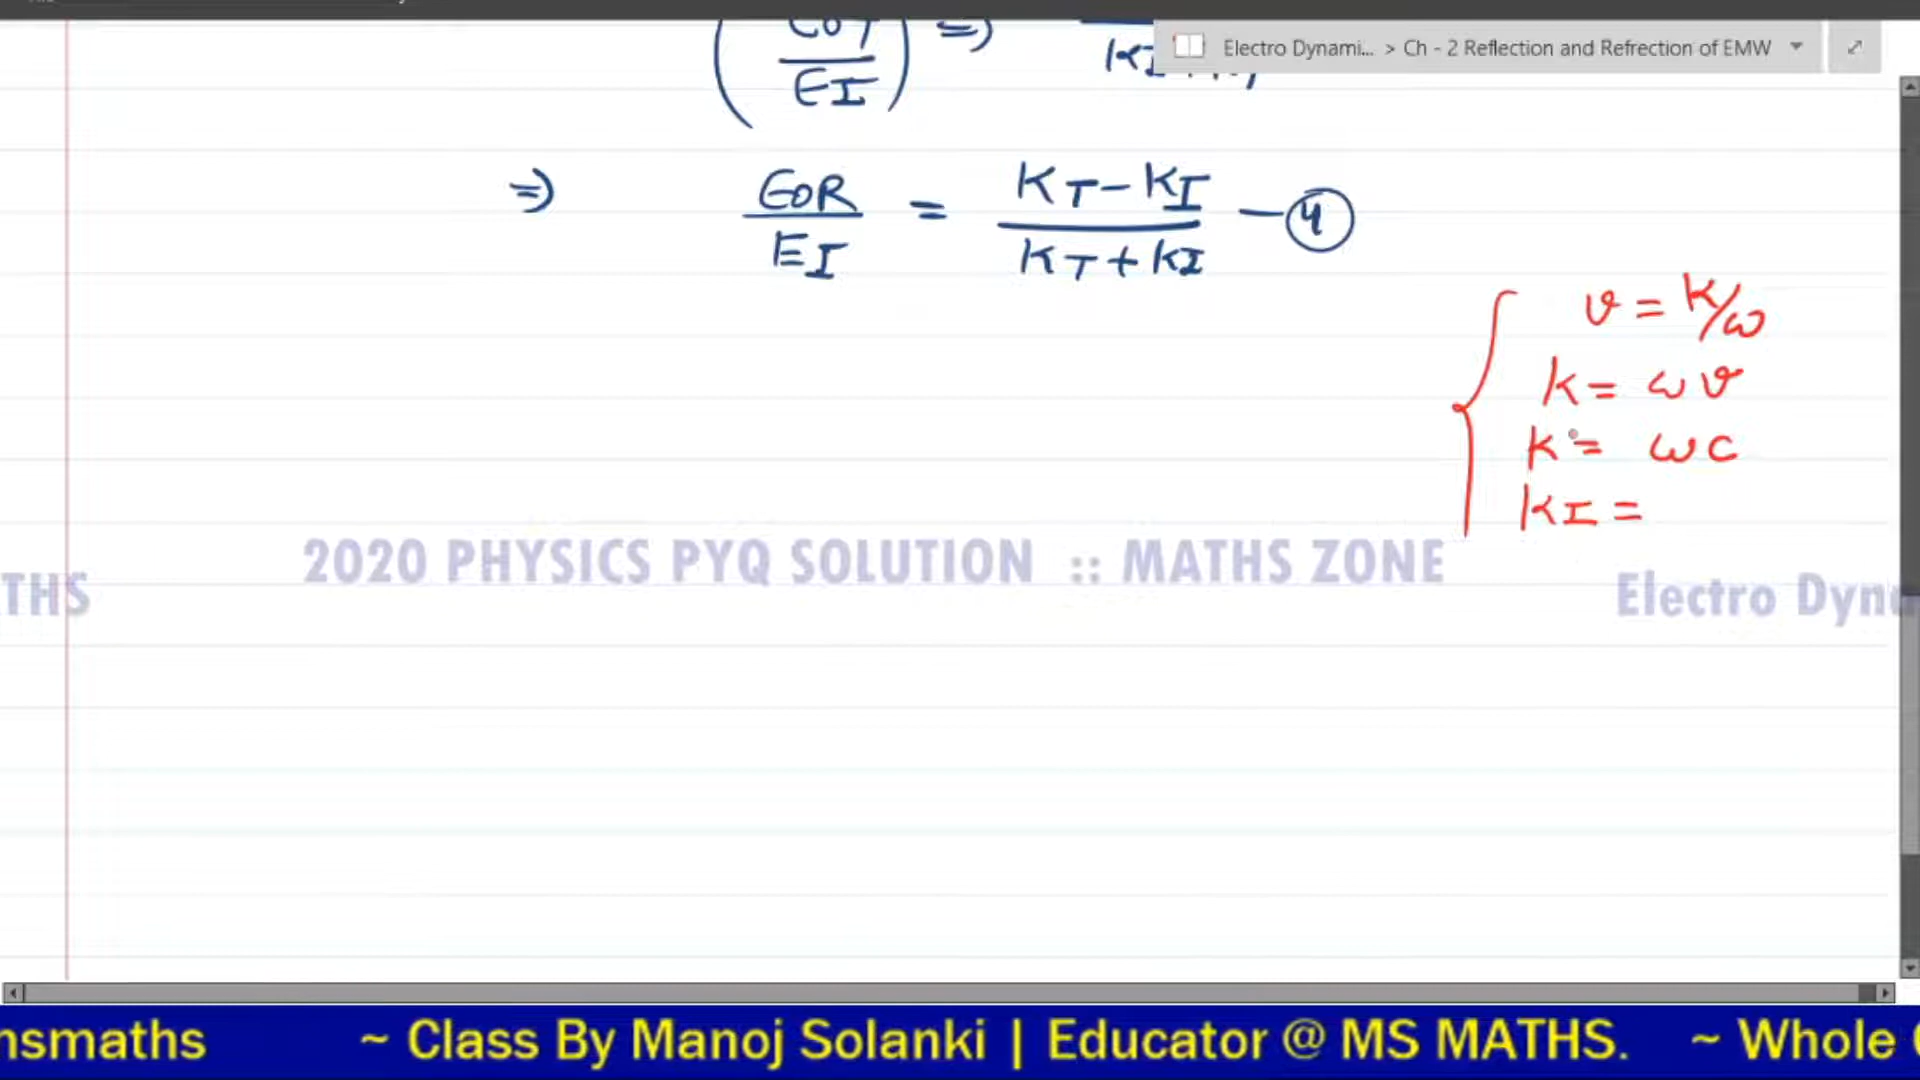 Electro Dynami... > Ch - 2 Reflection and Refrection of EMW
EI
=> EOR / EI = KT - KI / KT + KI — 4
v = k/ω
k = ωv
k = ωc
kI =
2020 PHYSICS PYQ SOLUTION :: MATHS ZONE
THS
Electro Dyn
nsmaths ~ Class By Manoj Solanki | Educator @ MS MATHS. ~ Whole